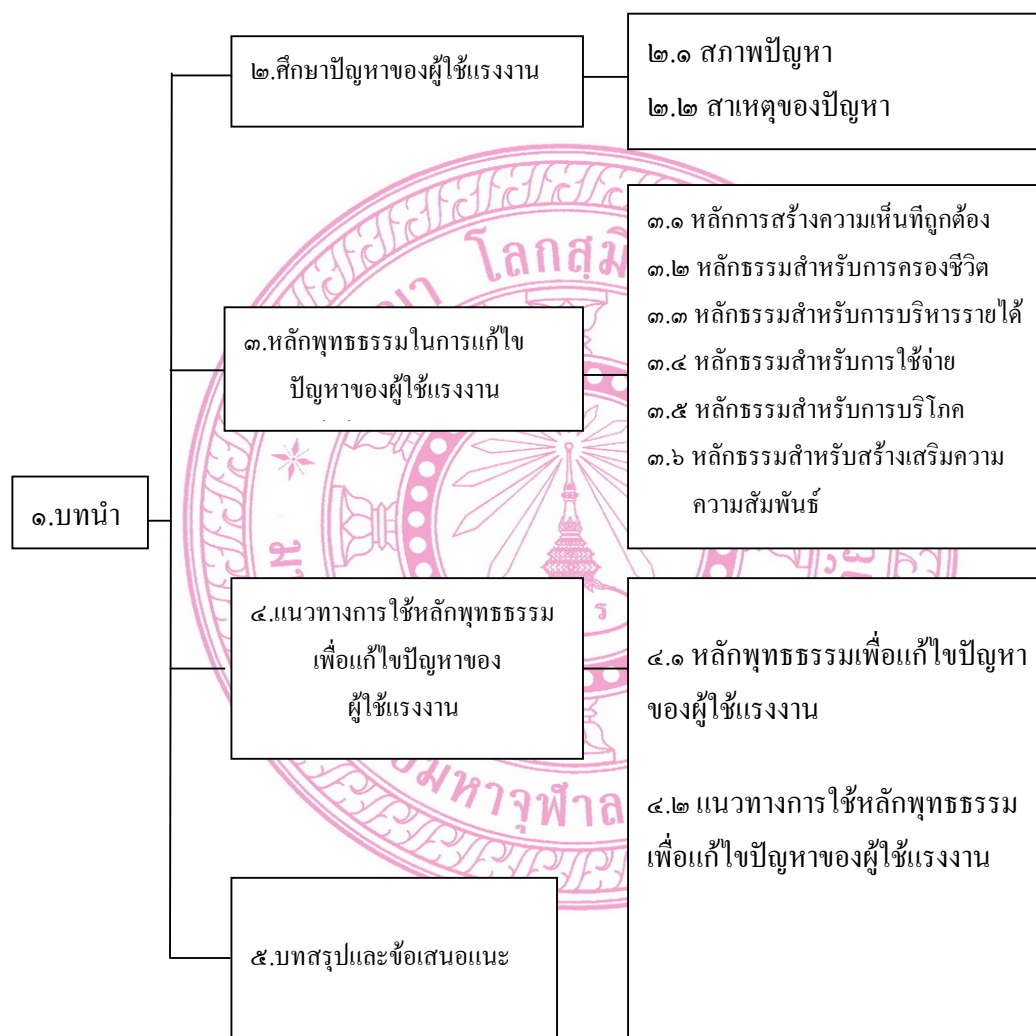 ๑.บทนำ
๒.ศึกษาปัญหาของผู้ใช้แรงงาน
๒.๑ สภาพปัญหา
๒.๒ สาเหตุของปัญหา
๓.หลักพุทธธรรมในการแก้ไข
ปัญหาของผู้ใช้แรงงาน
๓.๑ หลักการสร้างความเห็นที่ถูกต้อง
๓.๒ หลักธรรมสำหรับการครองชีวิต
๓.๓ หลักธรรมสำหรับการบริหารรายได้
๓.๔ หลักธรรมสำหรับการใช้จ่าย
๓.๕ หลักธรรมสำหรับการบริโภค
๓.๖ หลักธรรมสำหรับสร้างเสริมความ
ความสัมพันธ์
๔.แนวทางการใช้หลักพุทธธรรม
เพื่อแก้ไขปัญหาของ
ผู้ใช้แรงงาน
๔.๑ หลักพุทธธรรมเพื่อแก้ไขปัญหา
ของผู้ใช้แรงงาน
๔.๒ แนวทางการใช้หลักพุทธธรรม
เพื่อแก้ไขปัญหาของผู้ใช้แรงงาน
๕.บทสรุปและข้อเสนอแนะ
โลกสฺมิ
มหาจุฬาล
ร